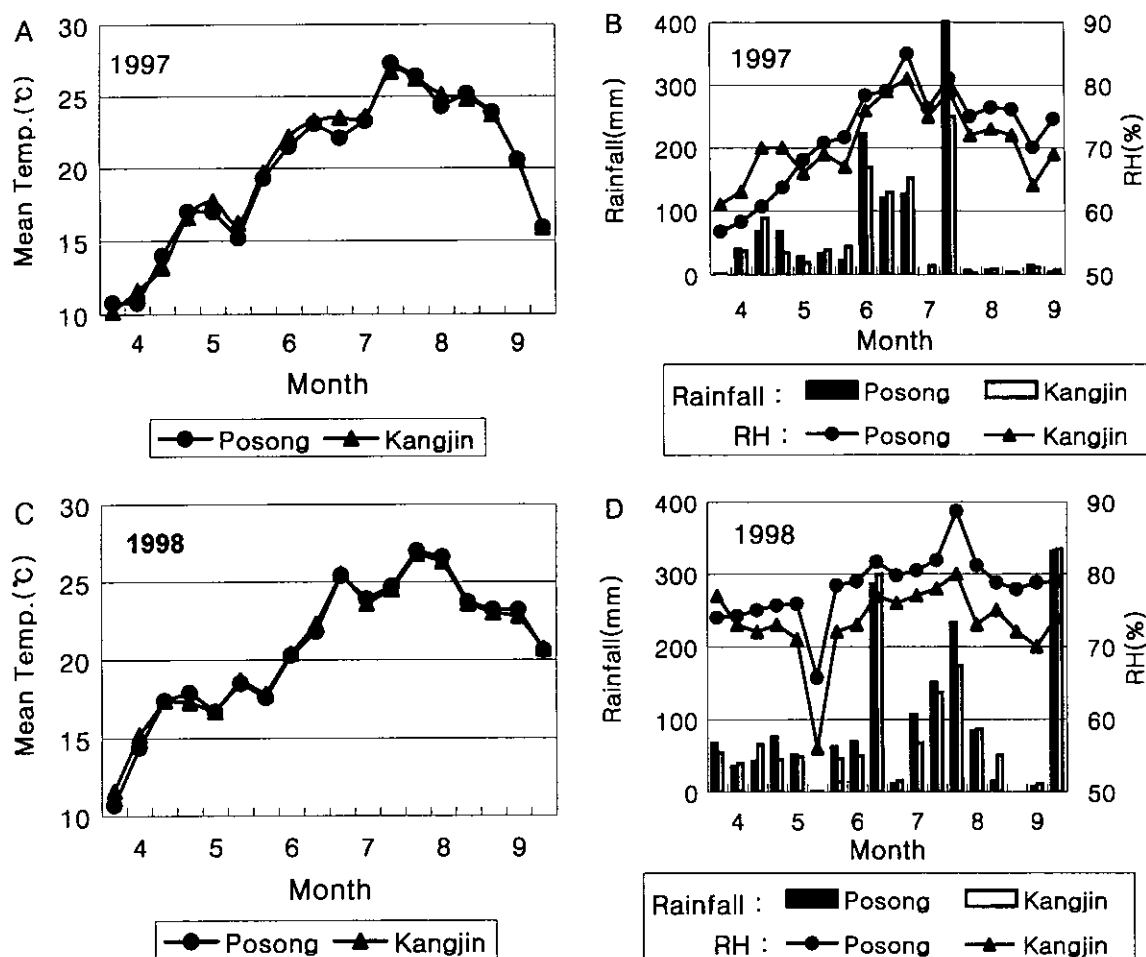 A
1997
Mean Temp.(℃)
30
25
20
15
10
4 5 6 7 8 9
Month
Posong Kangjin
B
1997
Rainfall(mm)
400
300
200
100
0
RH(%)
90
80
70
60
50
4 5 6 7 8 9
Month
Rainfall : Posong Kangjin
RH : Posong Kangjin
C
1998
Mean Temp.(℃)
30
25
20
15
10
4 5 6 7 8 9
Month
Posong Kangjin
D
1998
Rainfall(mm)
400
300
200
100
0
RH(%)
90
80
70
60
50
4 5 6 7 8 9
Month
Rainfall : Posong Kangjin
RH : Posong Kangjin